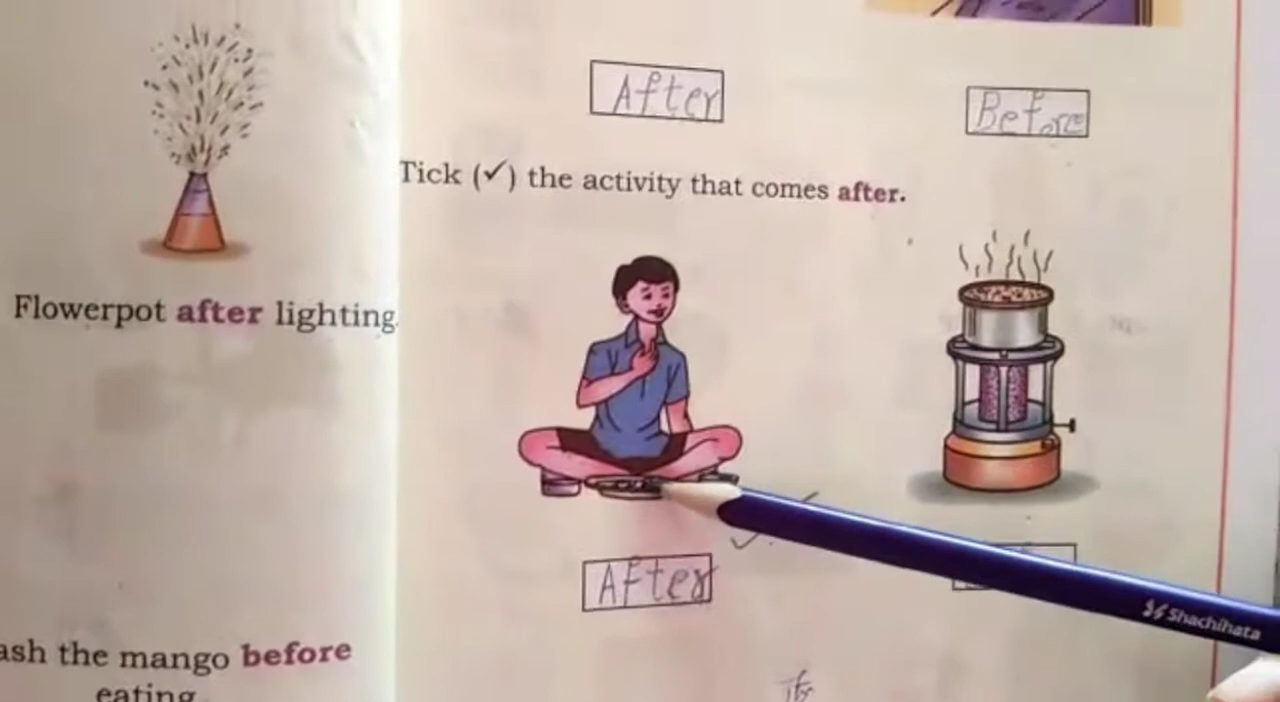 After
Before
Tick (✓) the activity that comes after.
Flowerpot after lighting.
After
Shachihata
ash the mango before
eating.